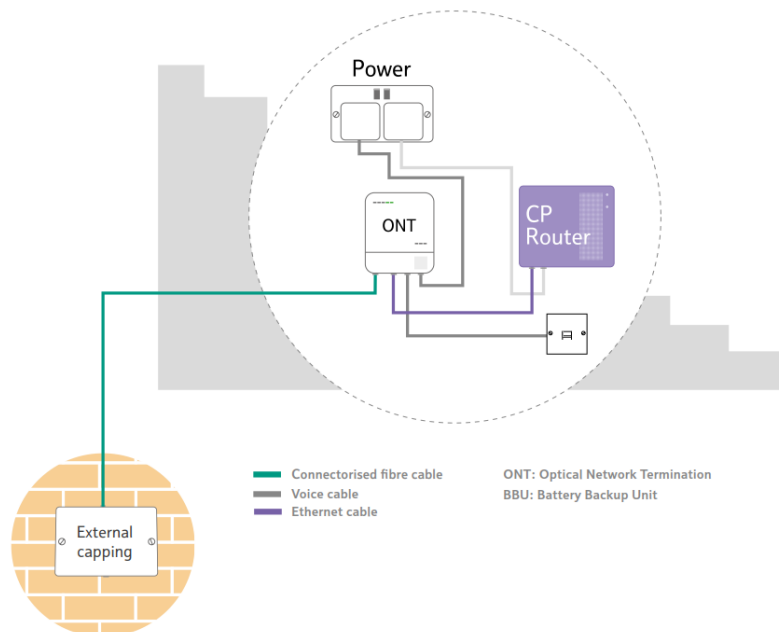 Power
ONT
CP
Router
External
capping
Connectorised fibre cable
Voice cable
Ethernet cable
ONT: Optical Network Termination
BBU: Battery Backup Unit